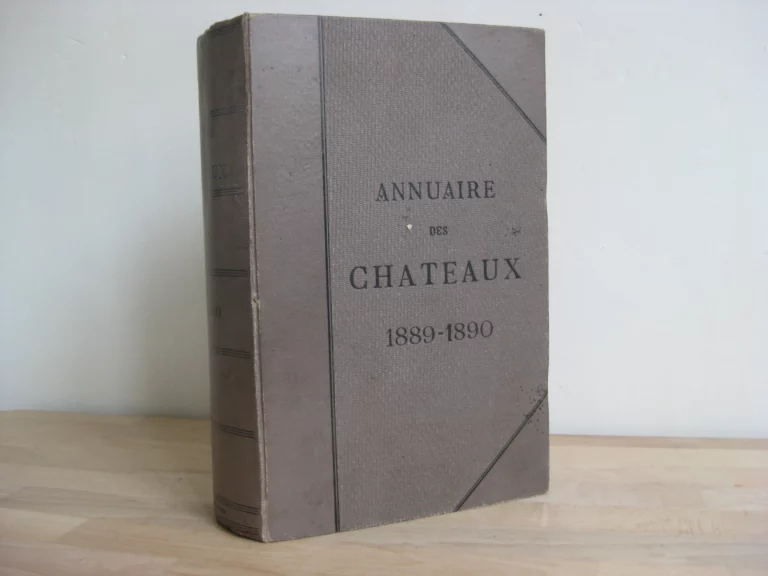 ANNUAIRE
DES
CHATEAUX
1889-1890